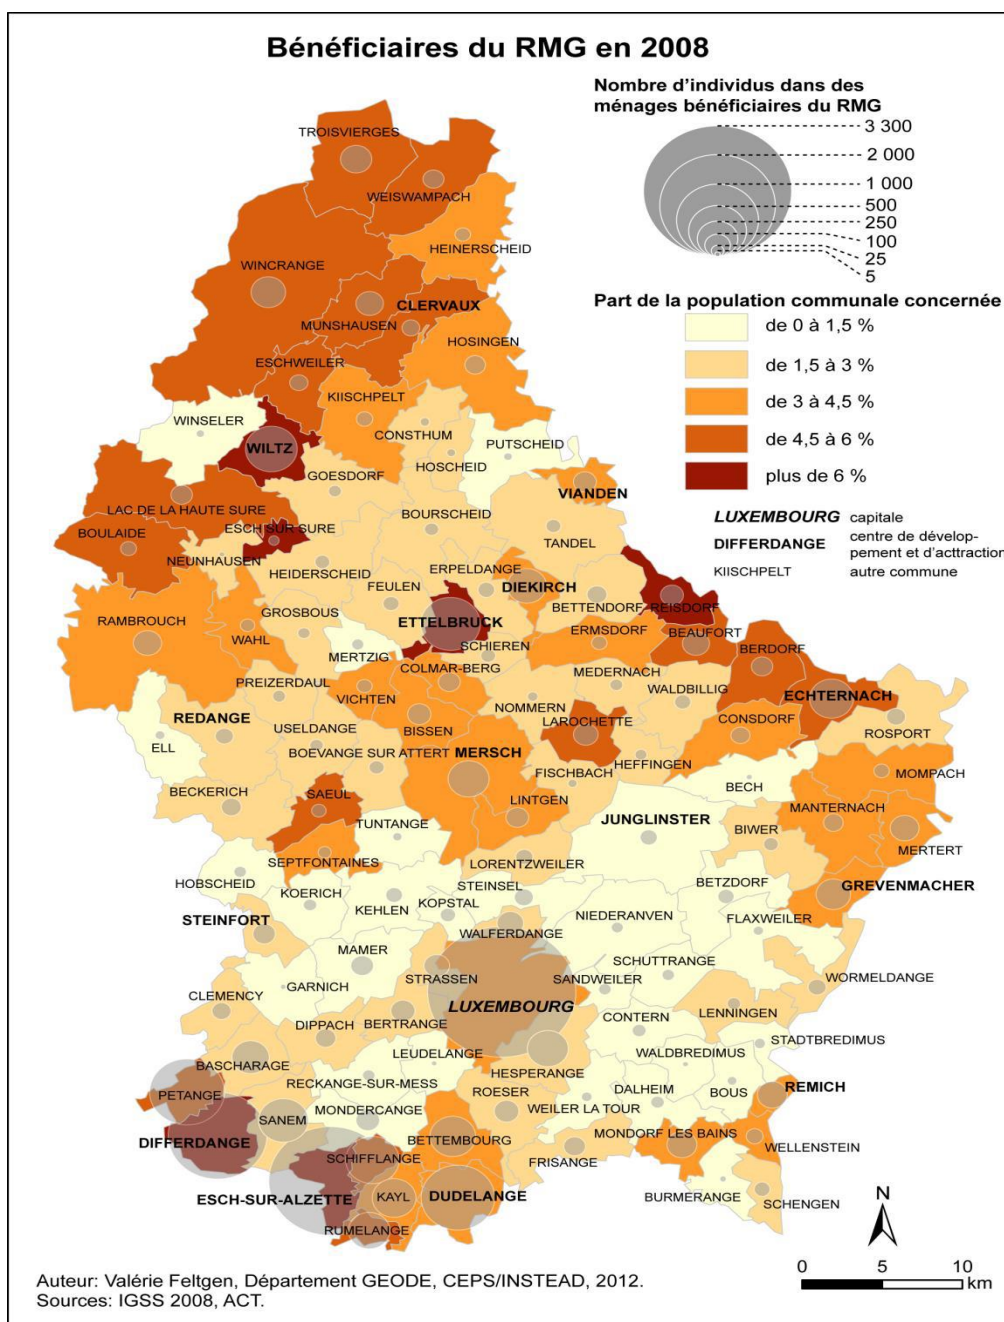 Bénéficiaires du RMG en 2008
Nombre d'individus dans des
ménages bénéficiaires du RMG
3 300
2 000
1 000
500
250
100
25
5
Part de la population communale concernée
de 0 à 1,5 %
de 1,5 à 3 %
de 3 à 4,5 %
de 4,5 à 6 %
plus de 6 %
LUXEMBOURG capitale
DIFFERDANGE centre de dévelop-
pement et d'acttraction
KIISCHPELT autre commune
TROISVIERGES
WEISWAMPACH
HEINERSCHEID
WINCRANGE
CLERVAUX
MUNSHAUSEN
HOSINGEN
ESCHWEILER
KIISCHPELT
WINSELER
CONSTHUM
PUTSCHEID
WILTZ
HOSCHEID
GOESDORF
VIANDEN
LAC DE LA HAUTE SURE
BOURSCHEID
ESCH SUR SURE
BOULAIDE
TANDEL
NEUNHAUSEN
HEIDERSCHEID
ERPELDANGE
FEULEN
DIEKIRCH
BETTENDORF
REISDORF
GROSBOUS
RAMBROUCH
WAHL
ETTELBRUCK
ERMSDORF
BEAUFORT
MERTZIG
SCHIEREN
BERDORF
COLMAR-BERG
MEDERNACH
PREIZERDAUL
VICHTEN
WALDBILLIG
ECHTERNACH
NOMMERN
REDANGE
USELDANGE
BISSEN
LAROCHETTE
CONSDORF
ROSPORT
ELL
BOEVANGE SUR ATTERT
MERSCH
HEFFINGEN
FISCHBACH
MOMPACH
BECH
BECKERICH
SAEUL
LINTGEN
MANTERNACH
TUNTANGE
JUNGLINSTER
BIWER
MERTERT
SEPTFONTAINES
LORENTZWEILER
HOBSCHEID
STEINSEL
BETZDORF
GREVENMACHER
KOERICH
KEHLEN
KOPSTAL
STEINFORT
NIEDERANVEN
FLAXWEILER
WALFERDANGE
MAMER
SCHUTTRANGE
STRASSEN
SANDWEILER
WORMELDANGE
GARNICH
CLEMENCY
LUXEMBOURG
LENNINGEN
DIPPACH
BERTRANGE
CONTERN
STADTBREDIMUS
LEUDELANGE
WALDBREDIMUS
BASCHARAGE
HESPERANGE
RECKANGE-SUR-MESS
ROESER
DALHEIM
BOUS
REMICH
PETANGE
WEILER LA TOUR
SANEM
MONDERCANGE
DIFFERDANGE
BETTEMBOURG
MONDORF LES BAINS
WELLENSTEIN
SCHIFFLANGE
FRISANGE
ESCH-SUR-ALZETTE
KAYL
DUDELANGE
BURMERANGE
SCHENGEN
RUMELANGE
N
0 5 10
km
Auteur: Valérie Feltgen, Département GEODE, CEPS/INSTEAD, 2012.
Sources: IGSS 2008, ACT.